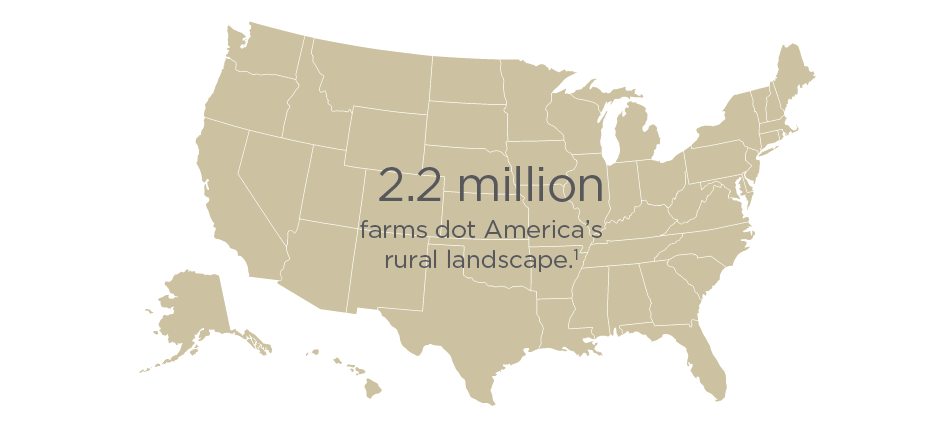 2.2 million
farms dot America’s
rural landscape.¹